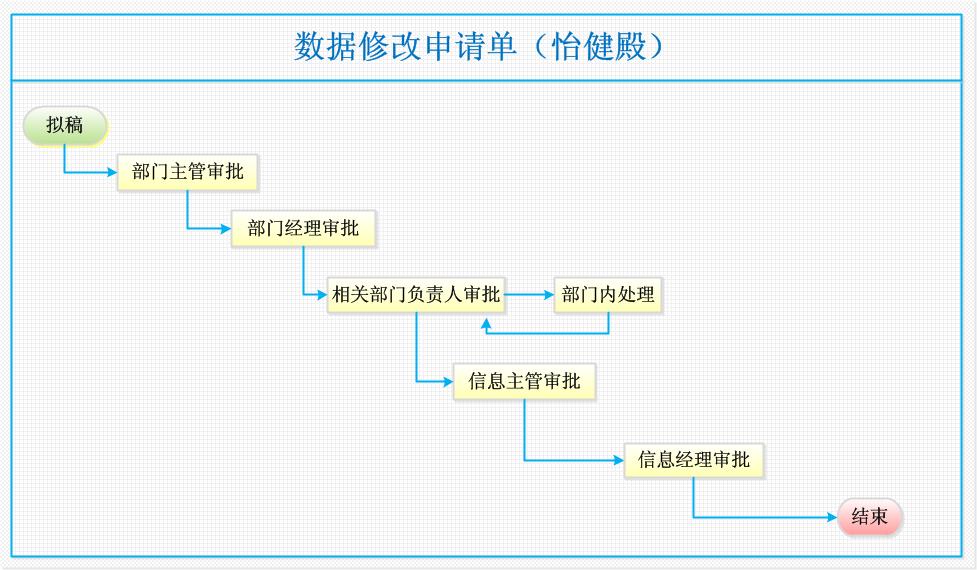 数据修改申请单（怡健殿）
拟稿
部门主管审批
部门经理审批
相关部门负责人审批
部门内处理
信息主管审批
信息经理审批
结束